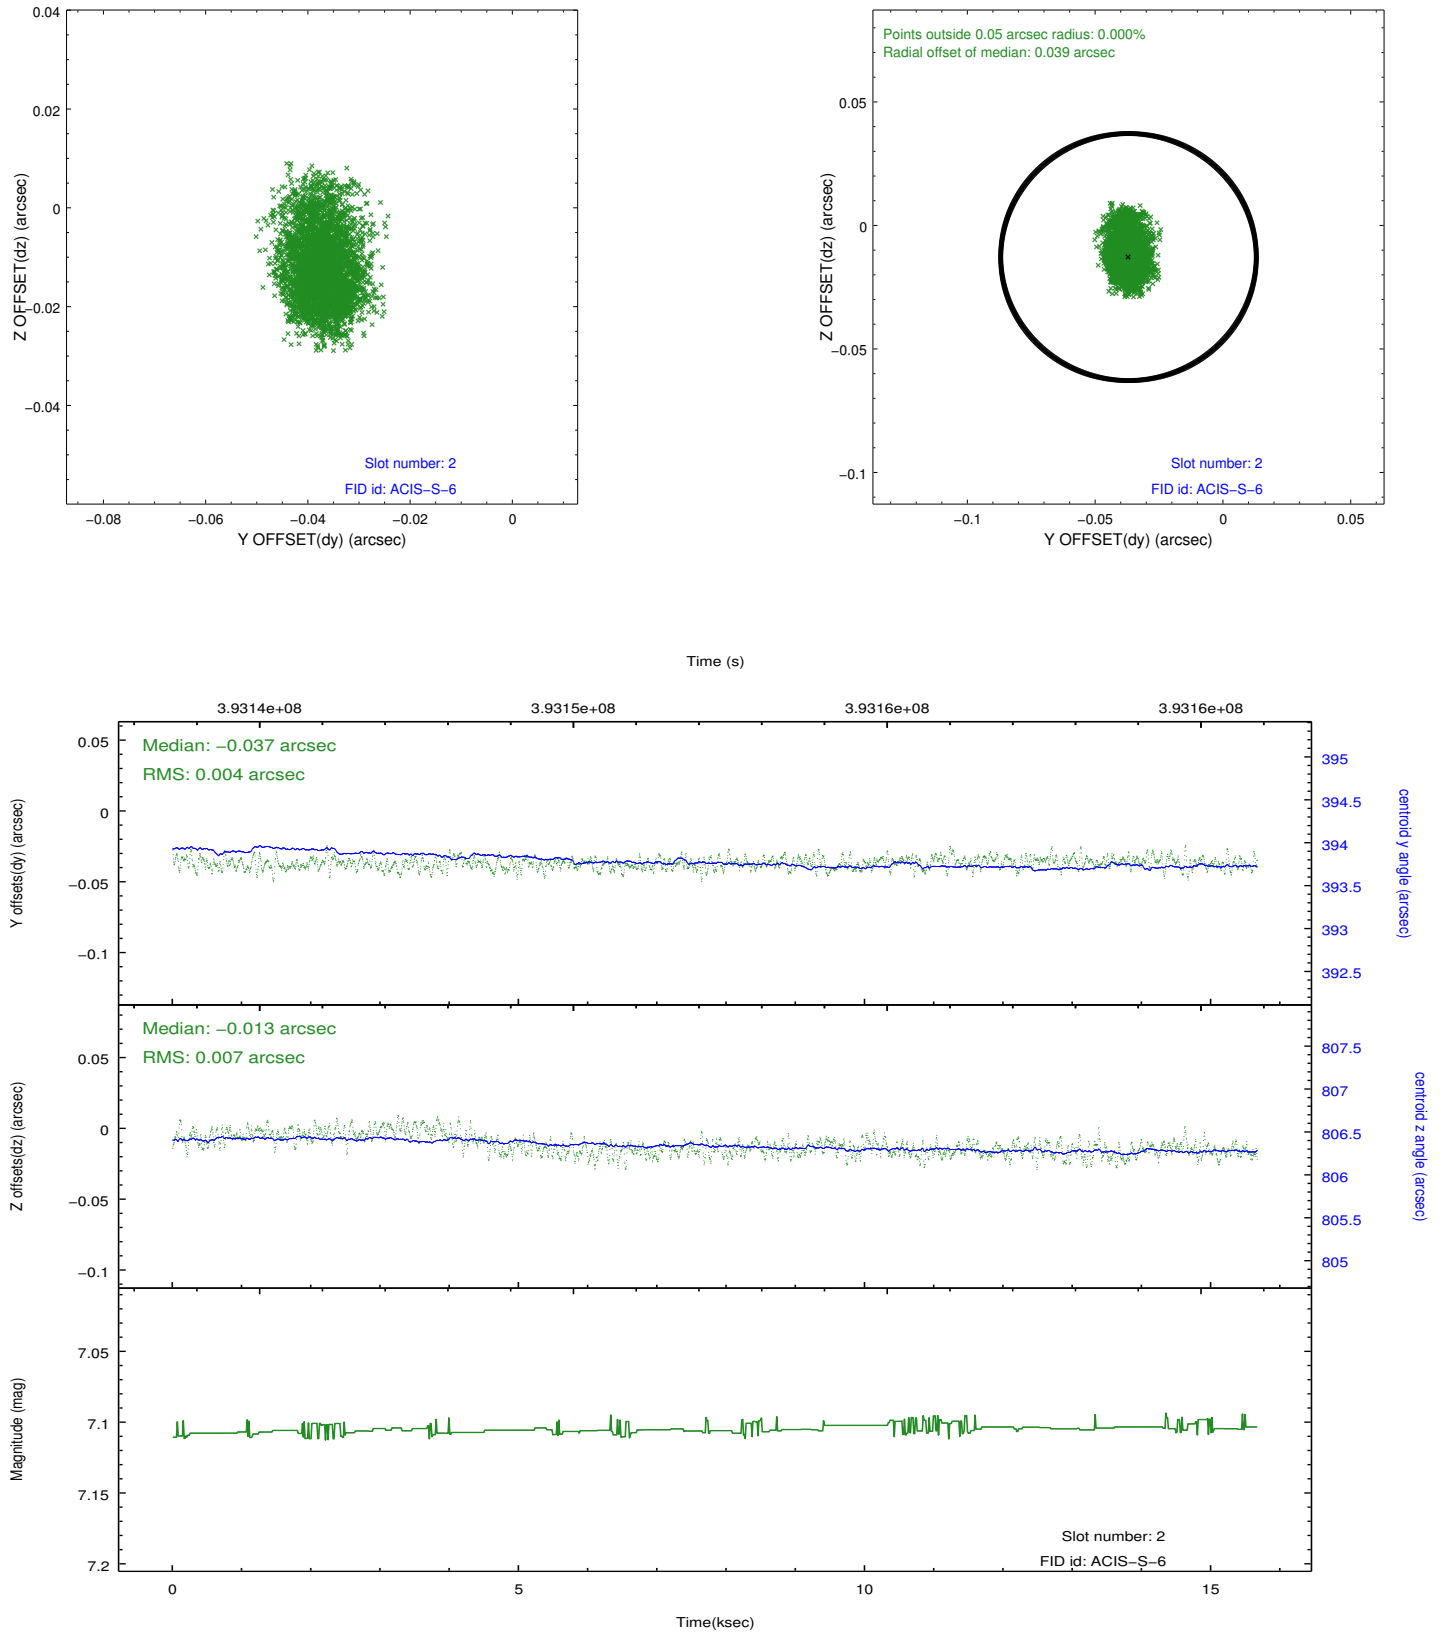 0.04
0.02
0
−0.02
−0.04
Z OFFSET(dz) (arcsec)
Slot number: 2
FID id: ACIS−S−6
−0.08 −0.06 −0.04 −0.02 0
Y OFFSET(dy) (arcsec)
Points outside 0.05 arcsec radius: 0.000%
Radial offset of median: 0.039 arcsec
0.05
0
−0.05
−0.1
Z OFFSET(dz) (arcsec)
Slot number: 2
FID id: ACIS−S−6
−0.1 −0.05 0 0.05
Y OFFSET(dy) (arcsec)
Time (s)
3.9314e+08 3.9315e+08 3.9316e+08 3.9316e+08
Median: −0.037 arcsec
RMS: 0.004 arcsec
0.05
0
−0.05
−0.1
Y offsets(dy) (arcsec)
395
394.5
394
393.5
393
392.5
centroid y angle (arcsec)
Median: −0.013 arcsec
RMS: 0.007 arcsec
0.05
0
−0.05
−0.1
Z offsets(dz) (arcsec)
807.5
807
806.5
806
805.5
805
centroid z angle (arcsec)
7.05
7.1
7.15
7.2
Magnitude (mag)
Slot number: 2
FID id: ACIS−S−6
0 5 10 15
Time(ksec)